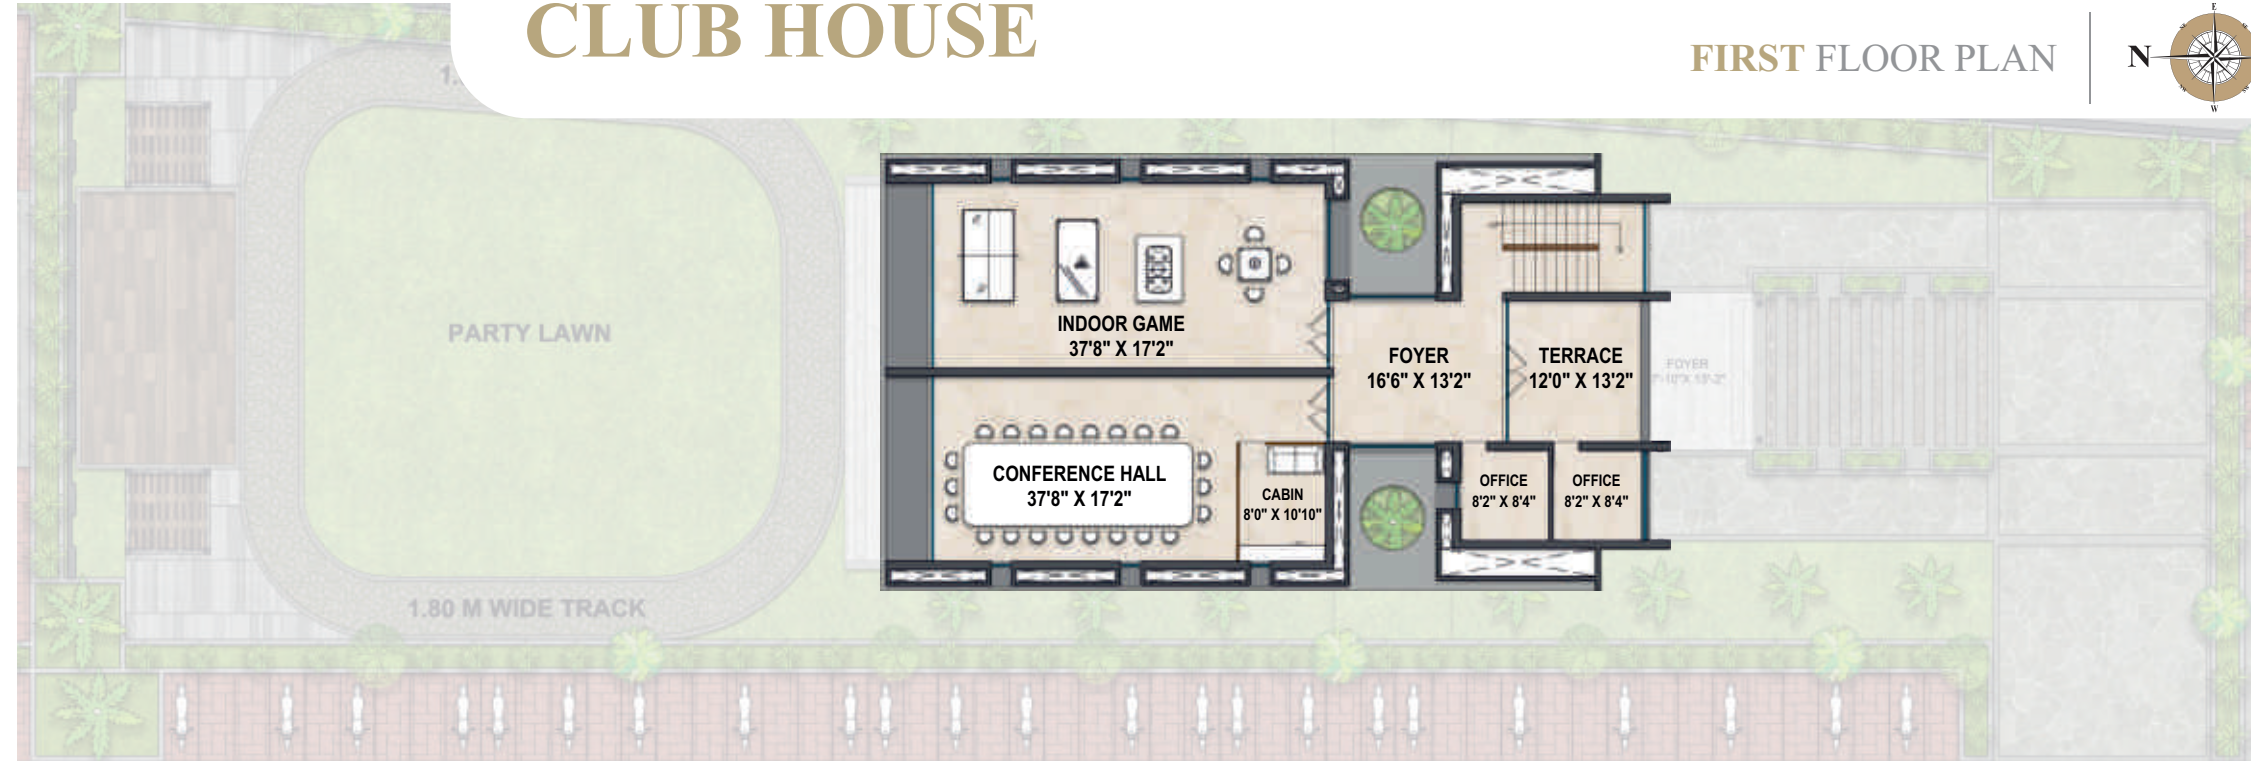 CLUB HOUSE
FIRST FLOOR PLAN
E
N
W
INDOOR GAME
37'8" X 17'2"
PARTY LAWN
FOYER
16'6" X 13'2"
TERRACE
12'0" X 13'2"
FOYER
CONFERENCE HALL
37'8" X 17'2"
CABIN
8'0" X 10'10"
OFFICE
8'2" X 8'4"
OFFICE
8'2" X 8'4"
1.80 M WIDE TRACK